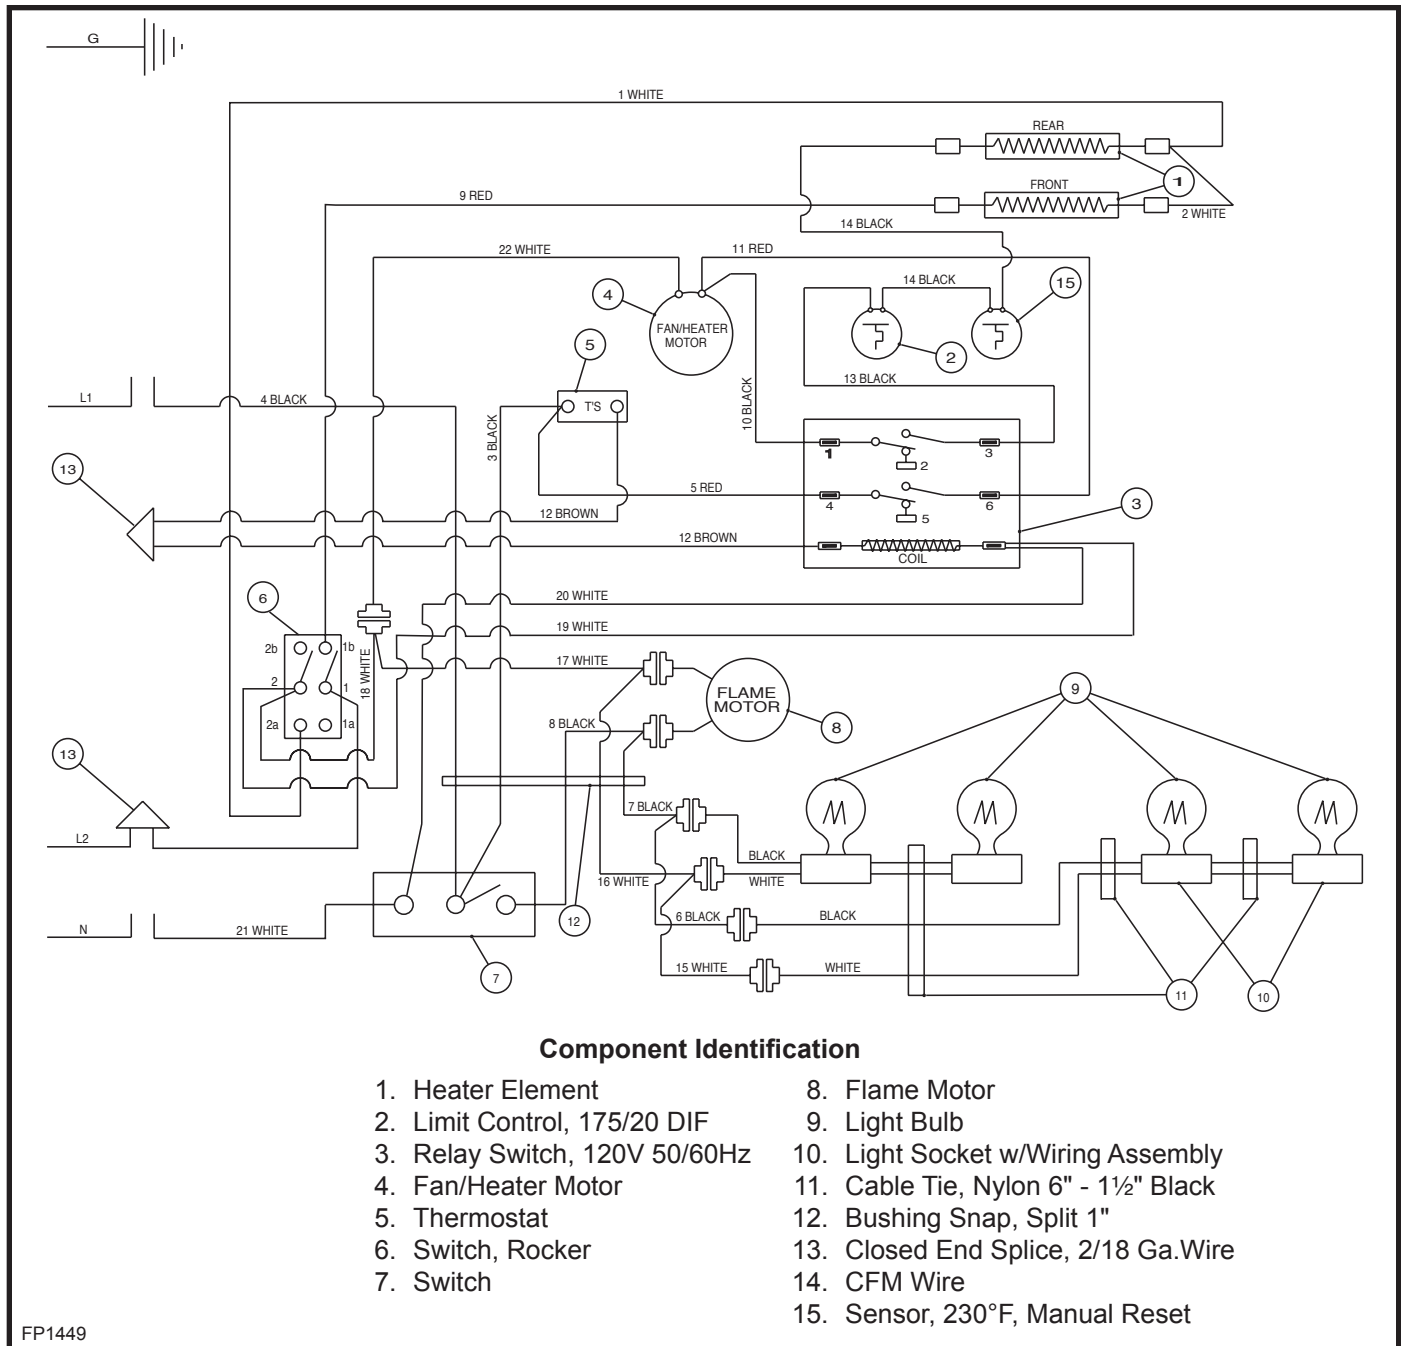 G
1 WHITE
REAR
1
FRONT
9 RED
2 WHITE
14 BLACK
22 WHITE
11 RED
14 BLACK
15
4
FAN/HEATER
MOTOR
5
2
13 BLACK
L1
4 BLACK
T'S
10 BLACK
3 BLACK
1
3
2
13
5 RED
4
6
3
12 BROWN
5
12 BROWN
COIL
6
20 WHITE
19 WHITE
2b
1b
17 WHITE
18 WHITE
2
1
FLAME
MOTOR
9
2a
1a
8 BLACK
8
13
7 BLACK
L2
BLACK
16 WHITE
WHITE
12
6 BLACK
BLACK
N
21 WHITE
15 WHITE
WHITE
7
11
10
Component Identification
1. Heater Element
2. Limit Control, 175/20 DIF
3. Relay Switch, 120V 50/60Hz
4. Fan/Heater Motor
5. Thermostat
6. Switch, Rocker
7. Switch
8. Flame Motor
9. Light Bulb
10. Light Socket w/Wiring Assembly
11. Cable Tie, Nylon 6" - 1½" Black
12. Bushing Snap, Split 1"
13. Closed End Splice, 2/18 Ga.Wire
14. CFM Wire
15. Sensor, 230°F, Manual Reset
FP1449